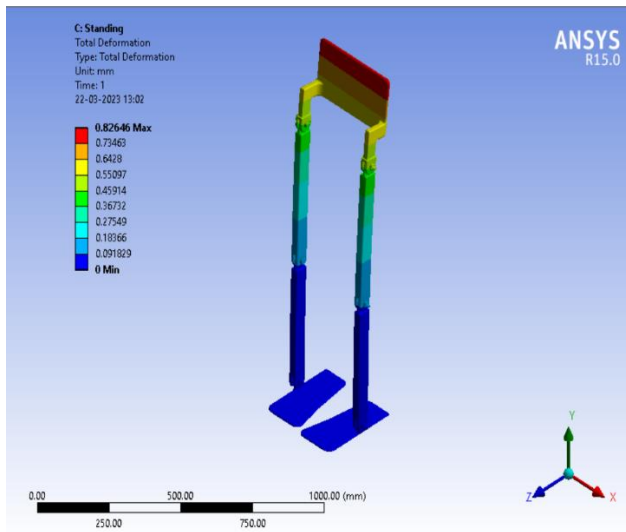 C: Standing
Total Deformation
Type: Total Deformation
Unit: mm
Time: 1
22-03-2023 13:02
ANSYS
R15.0
0.82646 Max
0.73463
0.6428
0.55097
0.45914
0.36732
0.27549
0.18366
0.091829
0 Min
Y
Z
X
0.00
500.00
1000.00 (mm)
250.00
750.00